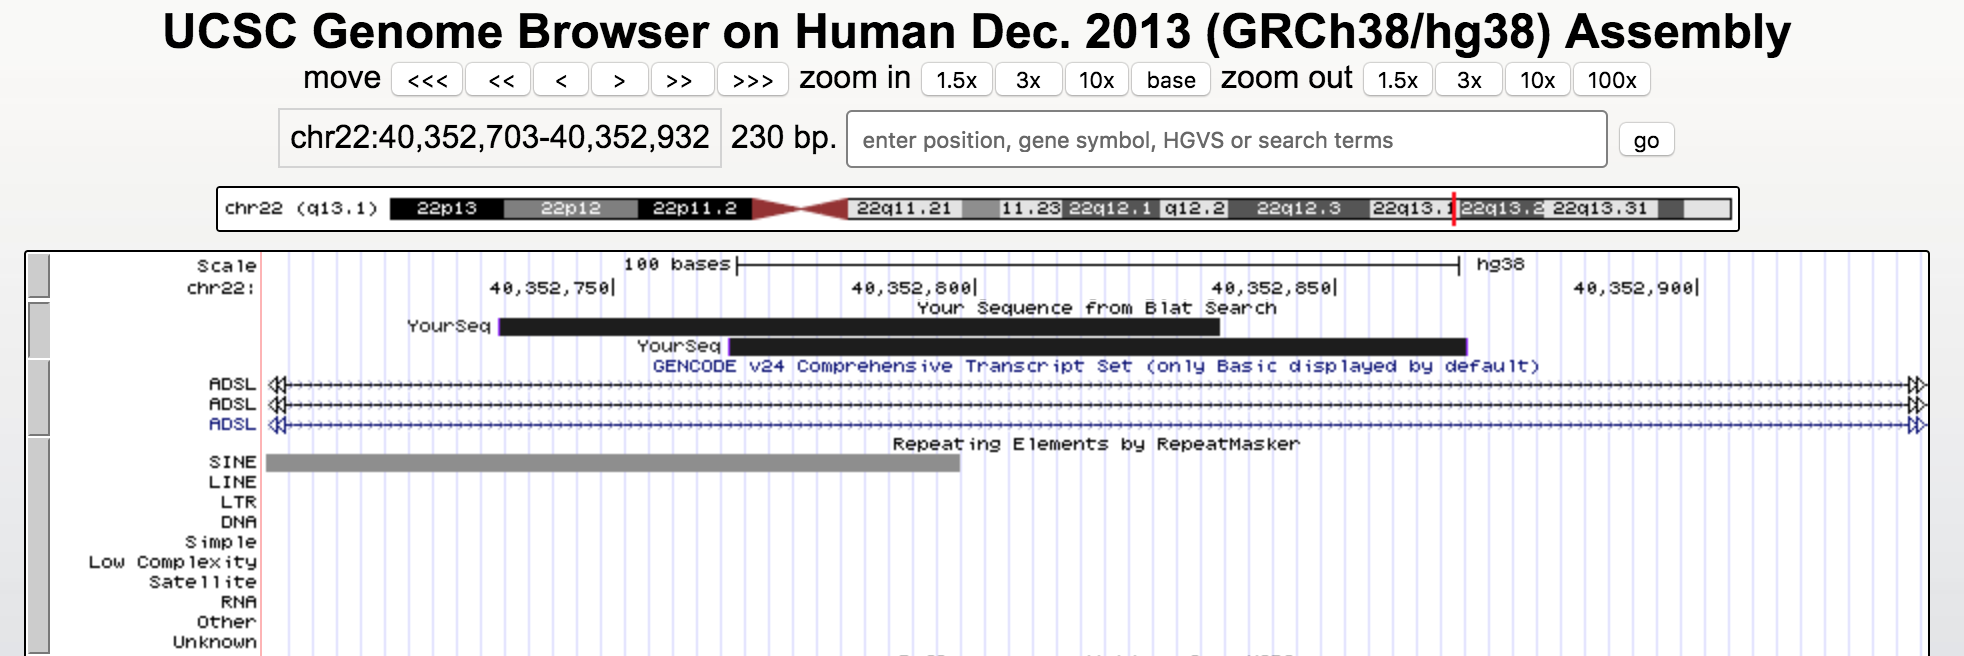 UCSC Genome Browser on Human Dec. 2013 (GRCh38/hg38) Assembly
move <<< << < > >> >>> zoom in 1.5x 3x 10x base zoom out 1.5x 3x 10x 100x
chr22:40,352,703-40,352,932 230 bp. enter position, gene symbol, HGVS or search terms go
chr22 (q13.1) 22p13 22p12 22p11.2 22q11.21 11.23 22q12.1 q12.2 22q12.3 22q13.1 22q13.2 22q13.31
Scale 100 bases hg38
chr22: 40,352,750 40,352,800 40,352,850 40,352,900
Your Sequence from Blat Search
YourSeq
YourSeq
GENCODE v24 Comprehensive Transcript Set (only Basic displayed by default)
ADSL
ADSL
ADSL
Repeating Elements by RepeatMasker
SINE
LINE
LTR
DNA
Simple
Low Complexity
Satellite
RNA
Other
Unknown